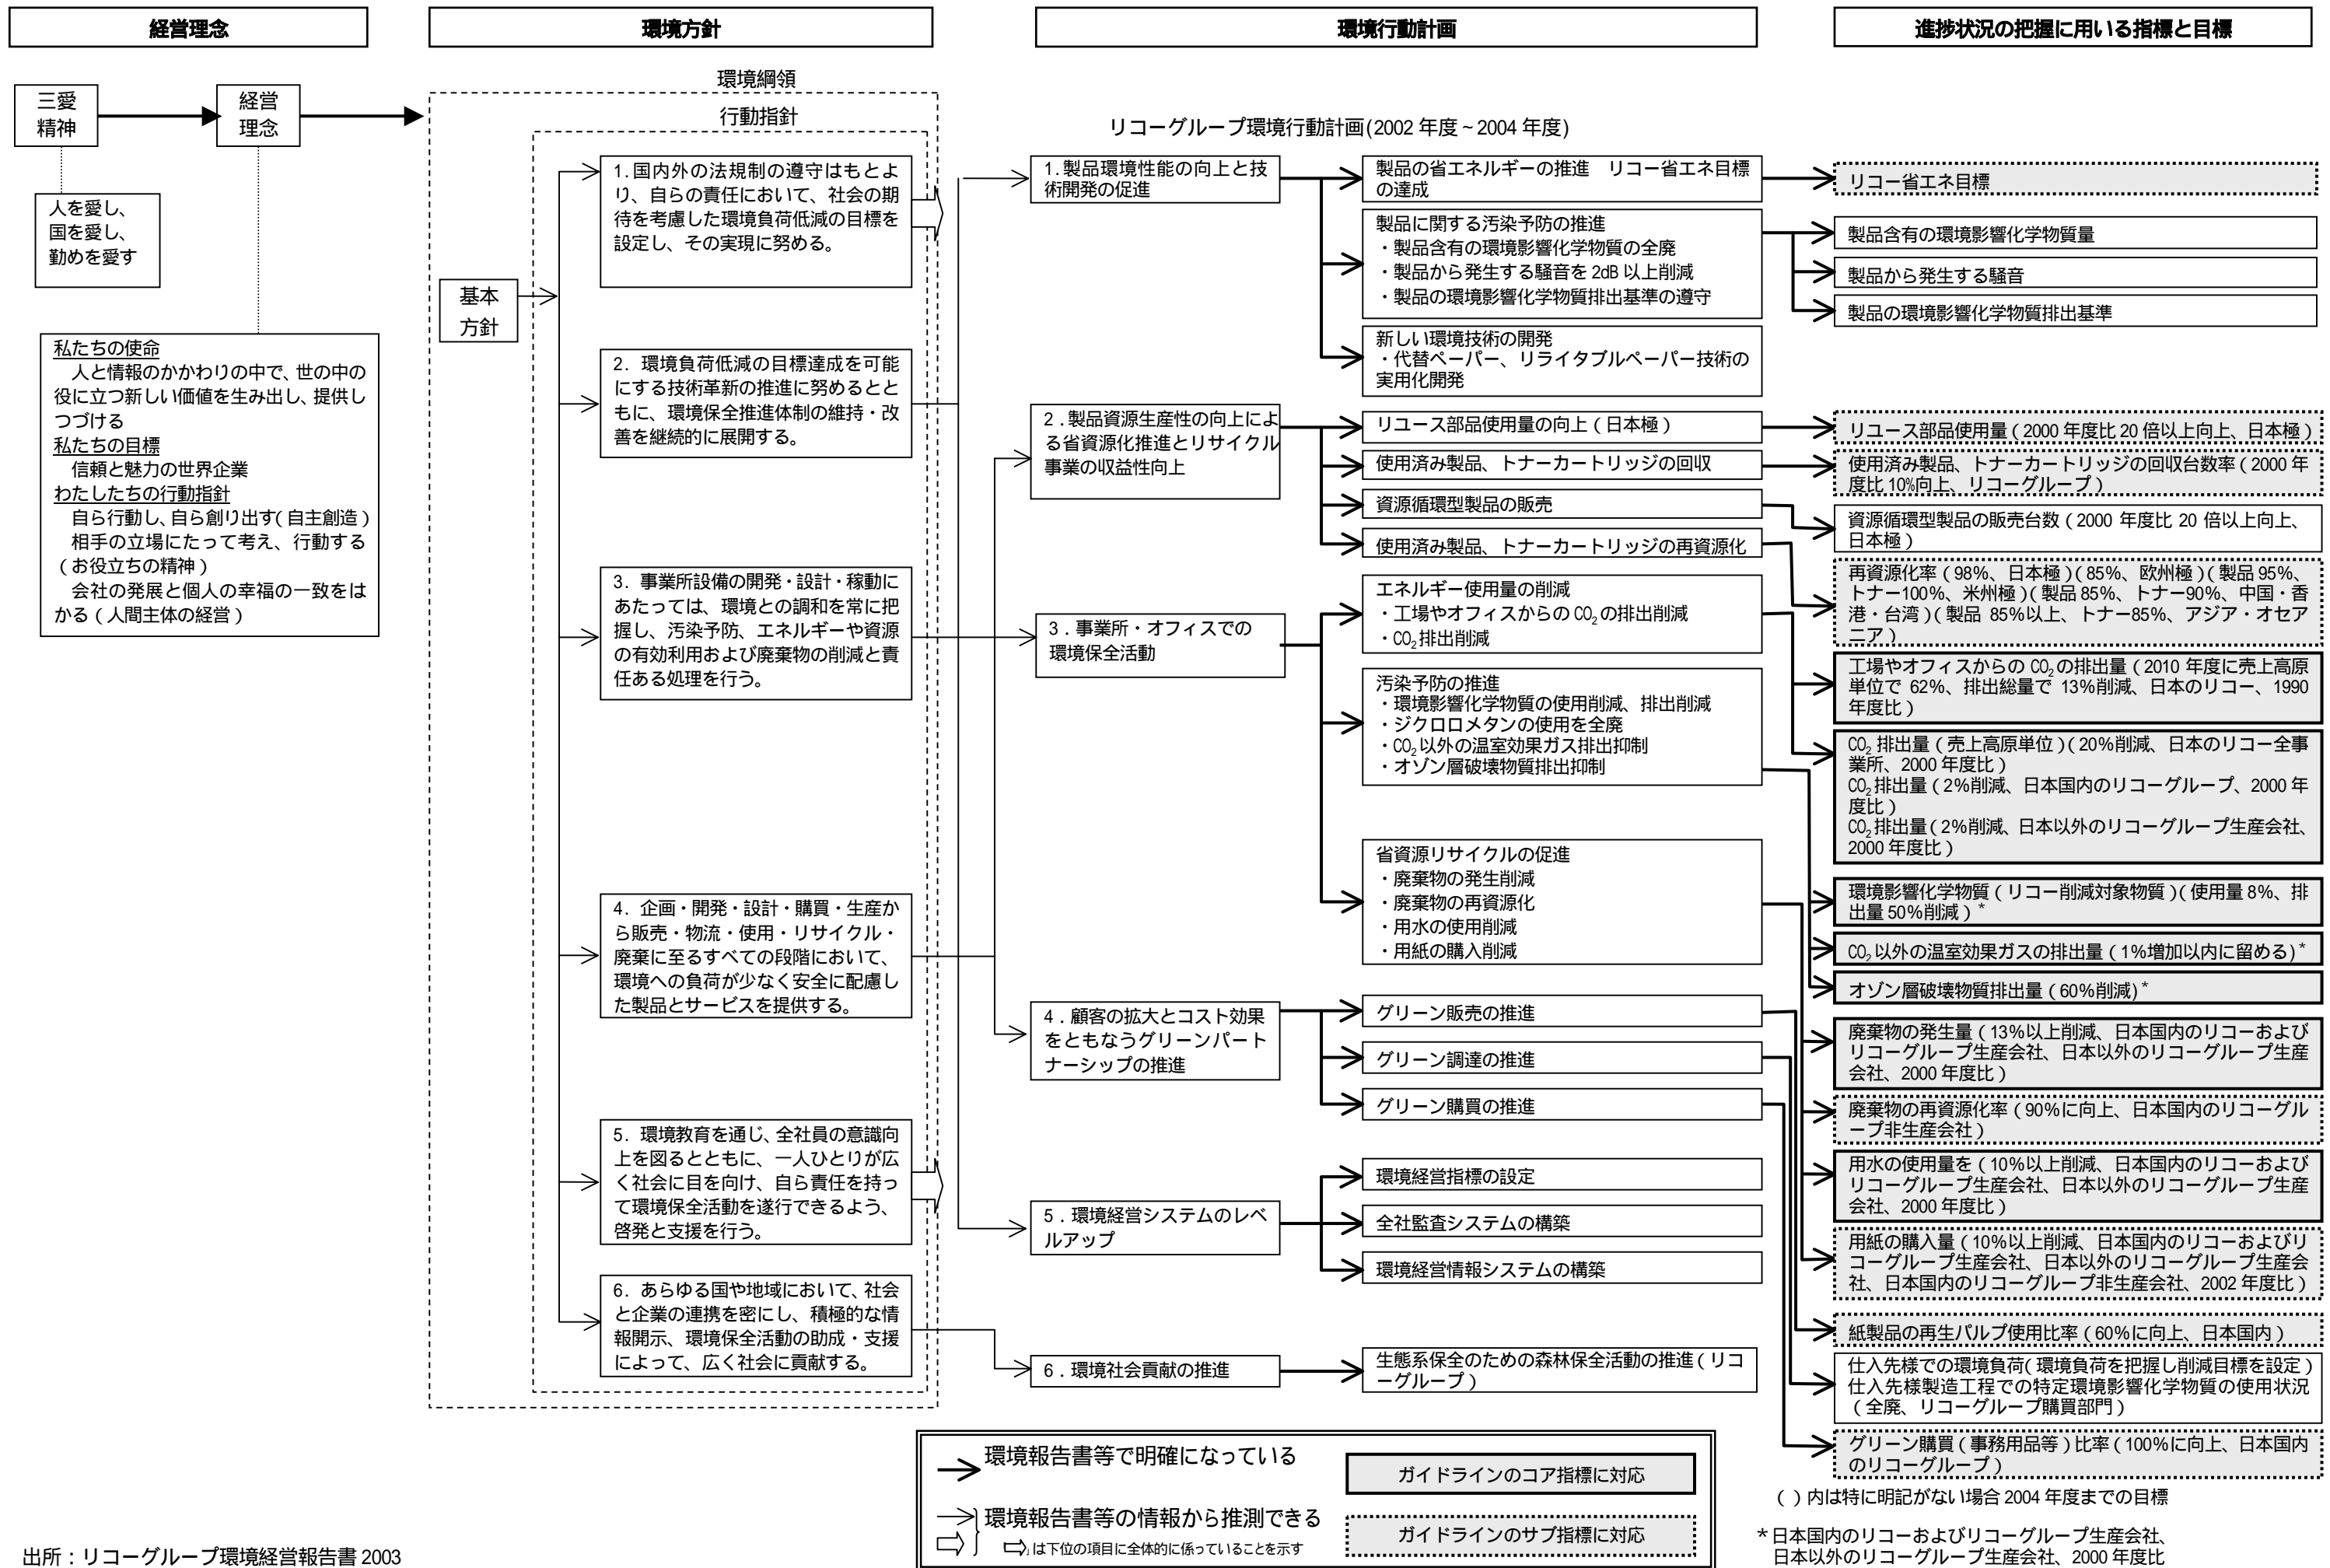 経営理念
環境方針
環境行動計画
進捗状況の把握に用いる指標と目標
三愛
精神
経営
理念
人を愛し、
国を愛し、
勤めを愛す
私たちの使命
人と情報のかかわりの中で、世の中の
役に立つ新しい価値を生み出し、提供し
つづける
私たちの目標
信頼と魅力の世界企業
わたしたちの行動指針
自ら行動し、自ら創り出す(自主創造)
相手の立場にたって考え、行動する
(お役立ちの精神)
会社の発展と個人の幸福の一致をは
かる(人間主体の経営)
環境綱領
行動指針
基本
方針
1.国内外の法規制の遵守はもとよ
り、自らの責任において、社会の期
待を考慮した環境負荷低減の目標を
設定し、その実現に努める。
2. 環境負荷低減の目標達成を可能
にする技術革新の推進に努めるとと
もに、環境保全推進体制の維持・改
善を継続的に展開する。
3. 事業所設備の開発・設計・稼動に
あたっては、環境との調和を常に把
握し、汚染予防、エネルギーや資源
の有効利用および廃棄物の削減と責
任ある処理を行う。
4. 企画・開発・設計・購買・生産か
ら販売・物流・使用・リサイクル・
廃棄に至るすべての段階において、
環境への負荷が少なく安全に配慮し
た製品とサービスを提供する。
5. 環境教育を通じ、全社員の意識向
上を図るとともに、一人ひとりが広
く社会に目を向け、自ら責任を持っ
て環境保全活動を遂行できるよう、
啓発と支援を行う。
6. あらゆる国や地域において、社会
と企業の連携を密にし、積極的な情
報開示、環境保全活動の助成・支援
によって、広く社会に貢献する。
リコーグループ環境行動計画(2002 年度~2004 年度)
1.製品環境性能の向上と技
術開発の促進
2.製品資源生産性の向上によ
る省資源化推進とリサイクル
事業の収益性向上
3.事業所・オフィスでの
環境保全活動
4.顧客の拡大とコスト効果
をともなうグリーンパート
ナーシップの推進
5.環境経営システムのレベ
ルアップ
6.環境社会貢献の推進
製品の省エネルギーの推進 リコー省エネ目標
の達成
製品に関する汚染予防の推進
・製品含有の環境影響化学物質の全廃
・製品から発生する騒音を 2dB 以上削減
・製品の環境影響化学物質排出基準の遵守
新しい環境技術の開発
・代替ペーパー、リライタブルペーパー技術の
実用化開発
リユース部品使用量の向上(日本極)
使用済み製品、トナーカートリッジの回収
資源循環型製品の販売
使用済み製品、トナーカートリッジの再資源化
エネルギー使用量の削減
・工場やオフィスからの CO2の排出削減
・CO2排出削減
汚染予防の推進
・環境影響化学物質の使用削減、排出削減
・ジクロロメタンの使用を全廃
・CO2以外の温室効果ガス排出抑制
・オゾン層破壊物質排出抑制
省資源リサイクルの促進
・廃棄物の発生削減
・廃棄物の再資源化
・用水の使用削減
・用紙の購入削減
グリーン販売の推進
グリーン調達の推進
グリーン購買の推進
環境経営指標の設定
全社監査システムの構築
環境経営情報システムの構築
生態系保全のための森林保全活動の推進(リコ
ーグループ)
リコー省エネ目標
製品含有の環境影響化学物質量
製品から発生する騒音
製品の環境影響化学物質排出基準
リユース部品使用量(2000 年度比 20 倍以上向上、日本極)
使用済み製品、トナーカートリッジの回収台数率(2000 年
度比 10%向上、リコーグループ)
資源循環型製品の販売台数(2000 年度比 20 倍以上向上、
日本極)
再資源化率(98%、日本極)(85%、欧州極)(製品 95%、
トナー100%、米州極)(製品 85%、トナー90%、中国・香
港・台湾)(製品 85%以上、トナー85%、アジア・オセア
ニア)
工場やオフィスからの CO2の排出量(2010 年度に売上高原
単位で 62%、排出総量で 13%削減、日本のリコー、1990
年度比)
CO2 排出量(売上高原単位)(20%削減、日本のリコー全事
業所、2000 年度比)
CO2排出量(2%削減、日本国内のリコーグループ、2000 年
度比)
CO2排出量(2%削減、日本以外のリコーグループ生産会社、
2000 年度比)
環境影響化学物質(リコー削減対象物質)(使用量 8%、排
出量 50%削減)*
CO2以外の温室効果ガスの排出量(1%増加以内に留める)*
オゾン層破壊物質排出量(60%削減)*
廃棄物の発生量(13%以上削減、日本国内のリコーおよび
リコーグループ生産会社、日本以外のリコーグループ生産
会社、2000 年度比)
廃棄物の再資源化率(90%に向上、日本国内のリコーグル
ープ非生産会社)
用水の使用量を(10%以上削減、日本国内のリコーおよび
リコーグループ生産会社、日本以外のリコーグループ生産
会社、2000 年度比)
用紙の購入量(10%以上削減、日本国内のリコーおよびリ
コーグループ生産会社、日本以外のリコーグループ生産会
社、日本国内のリコーグループ非生産会社、2002 年度比)
紙製品の再生パルプ使用比率(60%に向上、日本国内)
仕入先様での環境負荷(環境負荷を把握し削減目標を設定)
仕入先様製造工程での特定環境影響化学物質の使用状況
(全廃、リコーグループ購買部門)
グリーン購買(事務用品等)比率(100%に向上、日本国内
のリコーグループ)
( )内は特に明記がない場合 2004 年度までの目標
*日本国内のリコーおよびリコーグループ生産会社、
日本以外のリコーグループ生産会社、2000 年度比
環境報告書等で明確になっている
環境報告書等の情報から推測できる
は下位の項目に全体的に係っていることを示す
ガイドラインのコア指標に対応
ガイドラインのサブ指標に対応
出所:リコーグループ環境経営報告書 2003